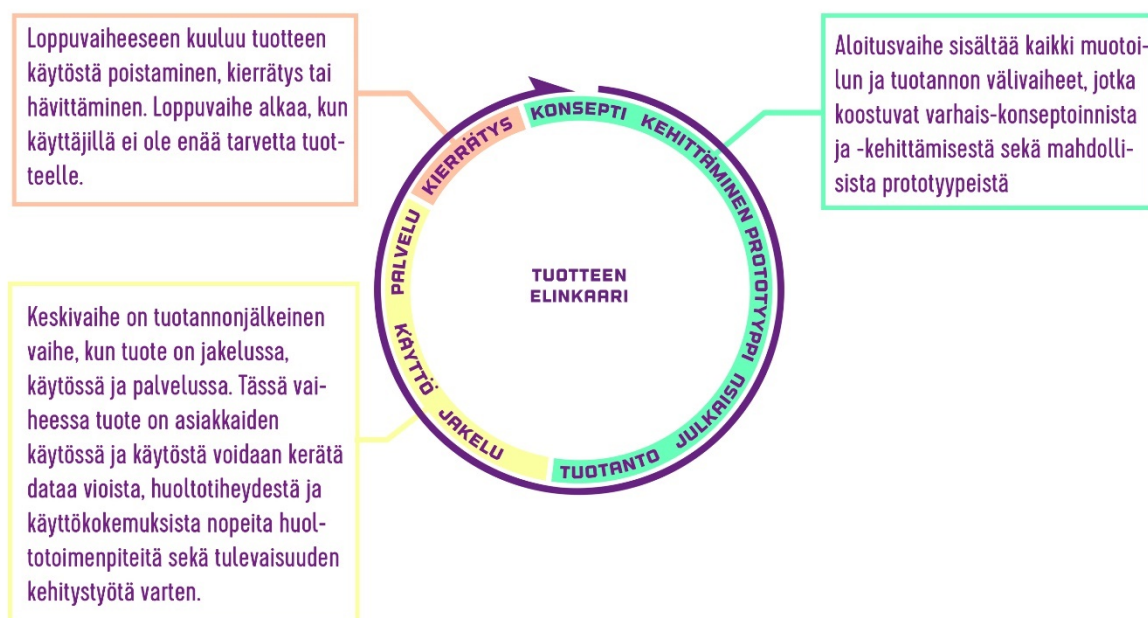 Loppuvaiheeseen kuuluu tuotteen
käytöstä poistaminen, kierrätys tai
hävittäminen. Loppuvaihe alkaa, kun
käyttäjillä ei ole enää tarvetta tuot-
teelle.
Aloitusvaihe sisältää kaikki muotoi-
lun ja tuotannon välivaiheet, jotka
koostuvat varhais-konseptoinnista
ja -kehittämisestä sekä mahdolli-
sista prototyypeistä
KONSEPTI
KEHITTÄMINEN
PROTOTYYPPI
JULKAISU
TUOTANTO
JAKELU
KÄYTTÖ
PALVELU
KIERRÄTYS
TUOTTEEN
ELINKAARI
Keskivaihe on tuotannonjälkeinen
vaihe, kun tuote on jakelussa,
käytössä ja palvelussa. Tässä vai-
heessa tuote on asiakkaiden
käytössä ja käytöstä voidaan kerätä
dataa vioista, huoltotiheydestä ja
käyttökokemuksista nopeita huol-
totoimenpiteitä sekä tulevaisuuden
kehitystyötä varten.